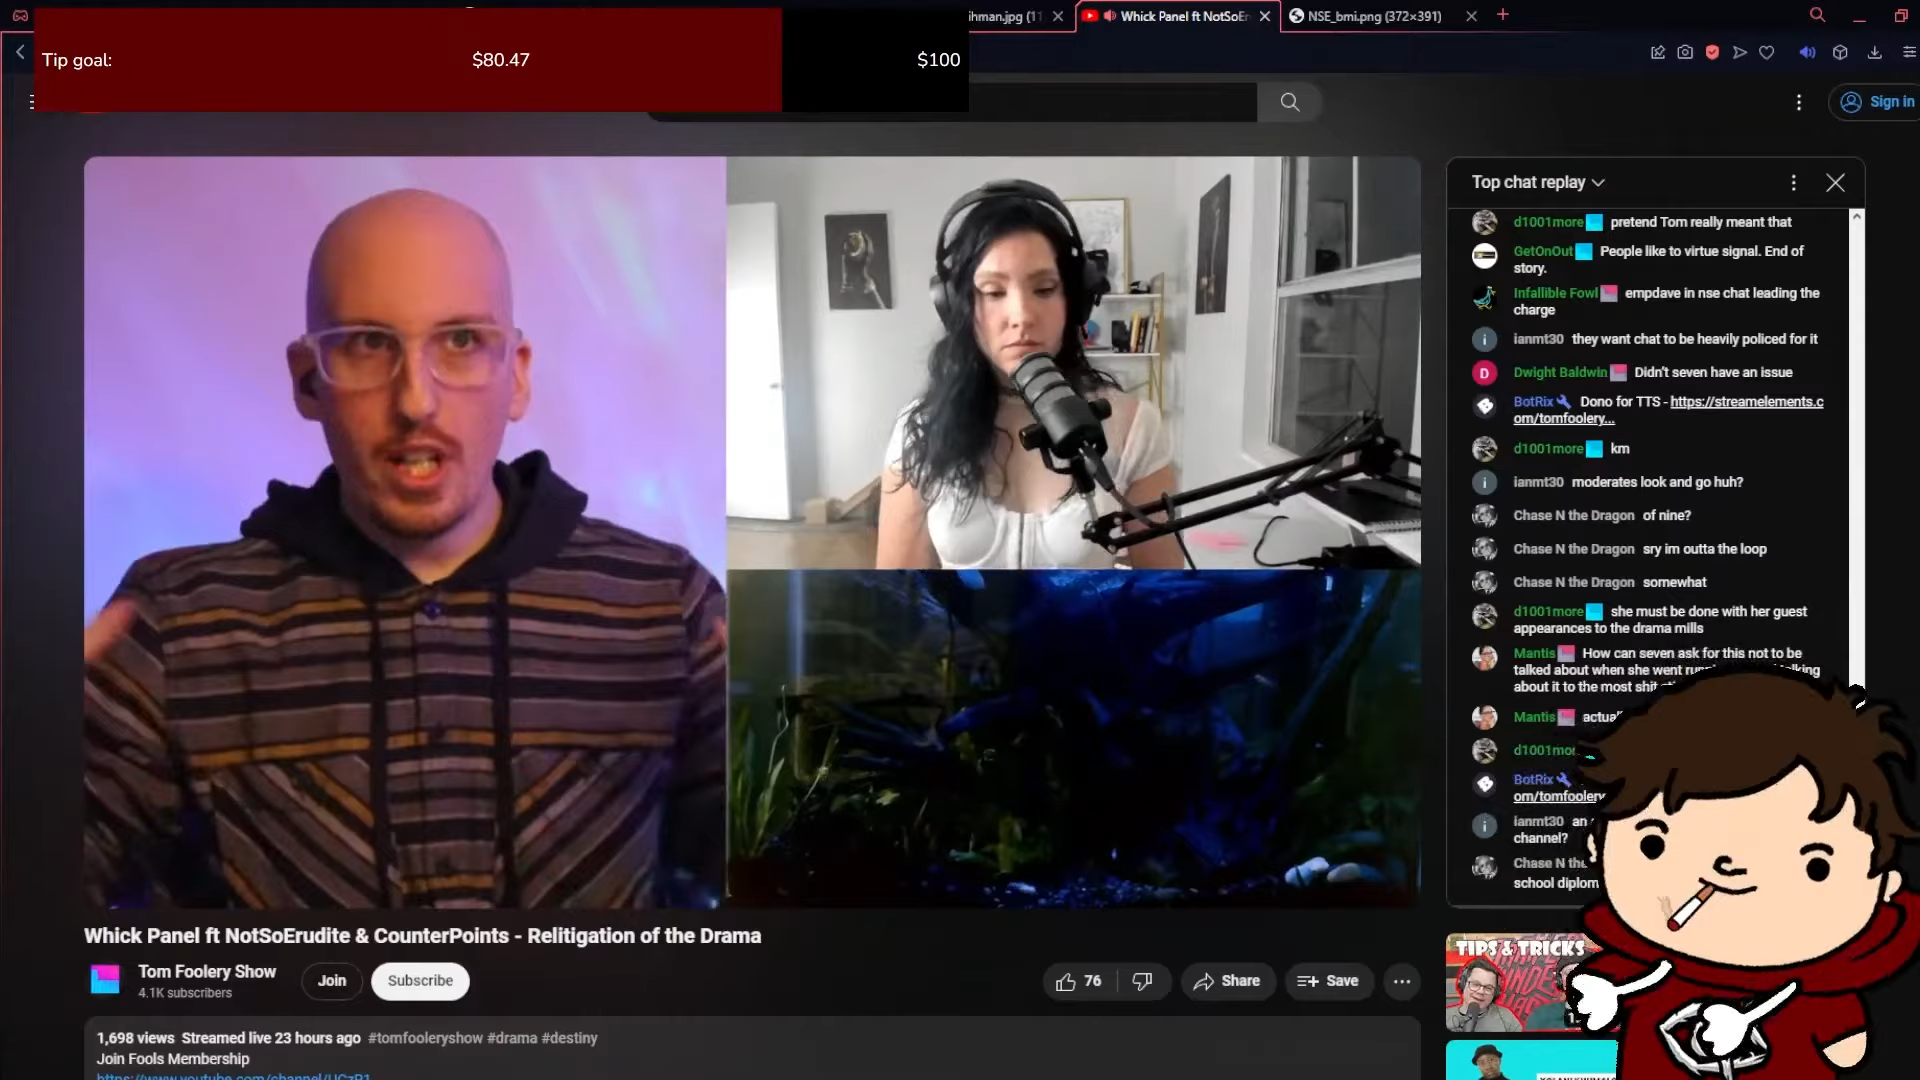 ihman.jpg (11
Whick Panel ft NotSoEr
NSE_bmi.png (372×391)
Tip goal:
$80.47
$100
Sign in
Top chat replay
d1001more pretend Tom really meant that
GetOnOut People like to virtue signal. End of
story.
Infallible Fowl empdave in nse chat leading the
charge
ianmt30 they want chat to be heavily policed for it
Dwight Baldwin Didn't seven have an issue
BotRix Dono for TTS - https://streamelements.c
om/tomfoolery...
d1001more km
ianmt30 moderates look and go huh?
Chase N the Dragon of nine?
Chase N the Dragon sry im outta the loop
Chase N the Dragon somewhat
d1001more she must be done with her guest
appearances to the drama mills
Mantis How can seven ask for this not to be
talked about when she went
about it to the most
Mantis
BotRix
om/tomfoolery
ianmt30 an
channel?
Chase N the
school diplom
Whick Panel ft NotSoErudite & CounterPoints - Relitigation of the Drama
Tom Foolery Show
4.1K subscribers
Join
Subscribe
76
Share
Save
1,698 views Streamed live 23 hours ago #tomfooleryshow #drama #destiny
Join Fools Membership
TIPS & TRICKS